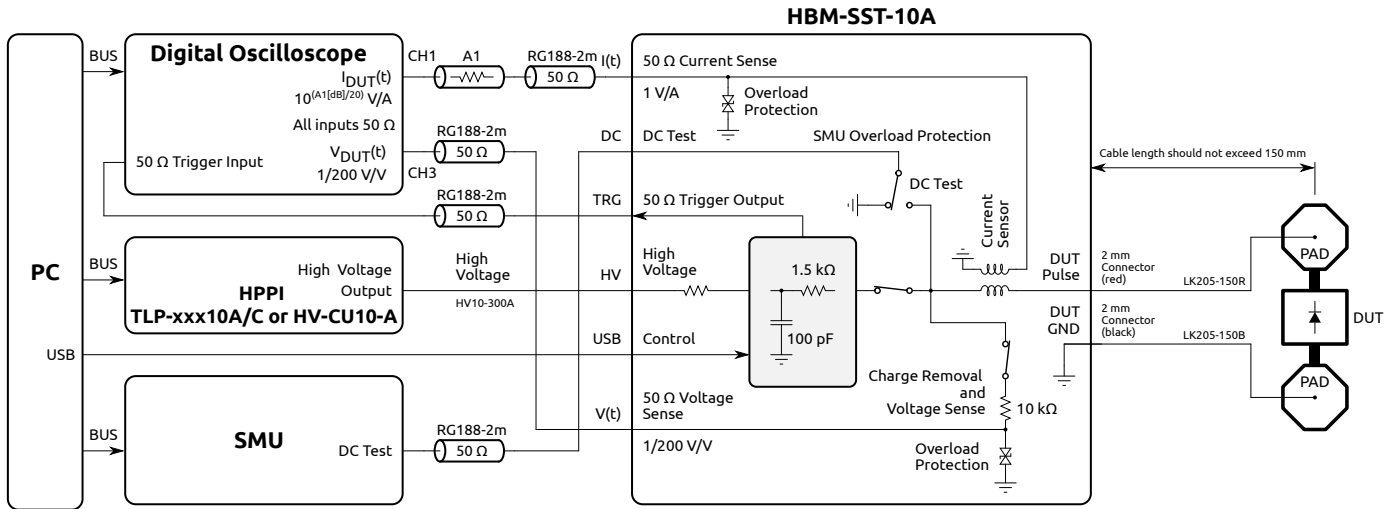 HBM-SST-10A
PC
BUS
Digital Oscilloscope
I_DUT(t)
10^(A1[dB]/20) V/A
All inputs 50 Ω
50 Ω Trigger Input
V_DUT(t)
1/200 V/V
CH1
A1
RG188-2m
50 Ω
I(t)
50 Ω Current Sense
1 V/A
Overload
Protection
CH3
RG188-2m
50 Ω
DC
DC Test
SMU Overload Protection
DC Test
RG188-2m
50 Ω
TRG
50 Ω Trigger Output
Current
Sensor
Cable length should not exceed 150 mm
BUS
High Voltage
Output
HPPI
TLP-xxx10A/C or HV-CU10-A
High
Voltage
HV10-300A
HV
High
Voltage
1.5 kΩ
100 pF
DUT
Pulse
2 mm
Connector
(red)
LK205-150R
PAD
DUT
GND
2 mm
Connector
(black)
LK205-150B
DUT
PAD
USB
USB
Control
Charge Removal
and
Voltage Sense
10 kΩ
BUS
SMU
DC Test
RG188-2m
50 Ω
V(t)
50 Ω Voltage
Sense
1/200 V/V
Overload
Protection